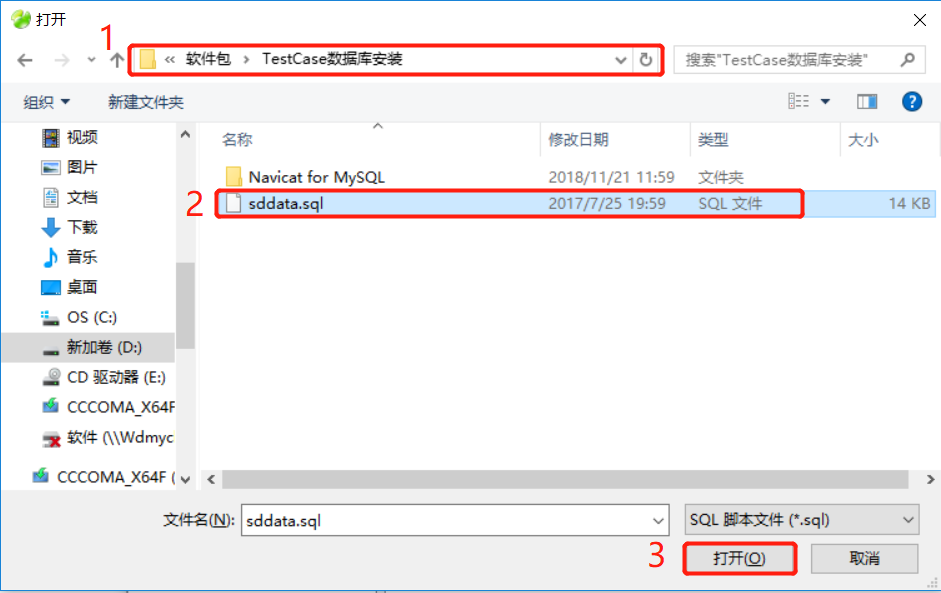 打开
1
« 软件包 › TestCase数据库安装
搜索"TestCase数据库安装"
组织
新建文件夹
名称 修改日期 类型 大小
Navicat for MySQL 2018/11/21 11:59 文件夹
2
sddata.sql 2017/7/25 19:59 SQL 文件 14 KB
视频
图片
文档
下载
音乐
桌面
OS (C:)
新加卷 (D:)
CD 驱动器 (E:)
CCCOMA_X64F
软件 (\\Wdmyc
CCCOMA_X64F (
文件名(N): sddata.sql
SQL 脚本文件 (*.sql)
3
打开(O)
取消